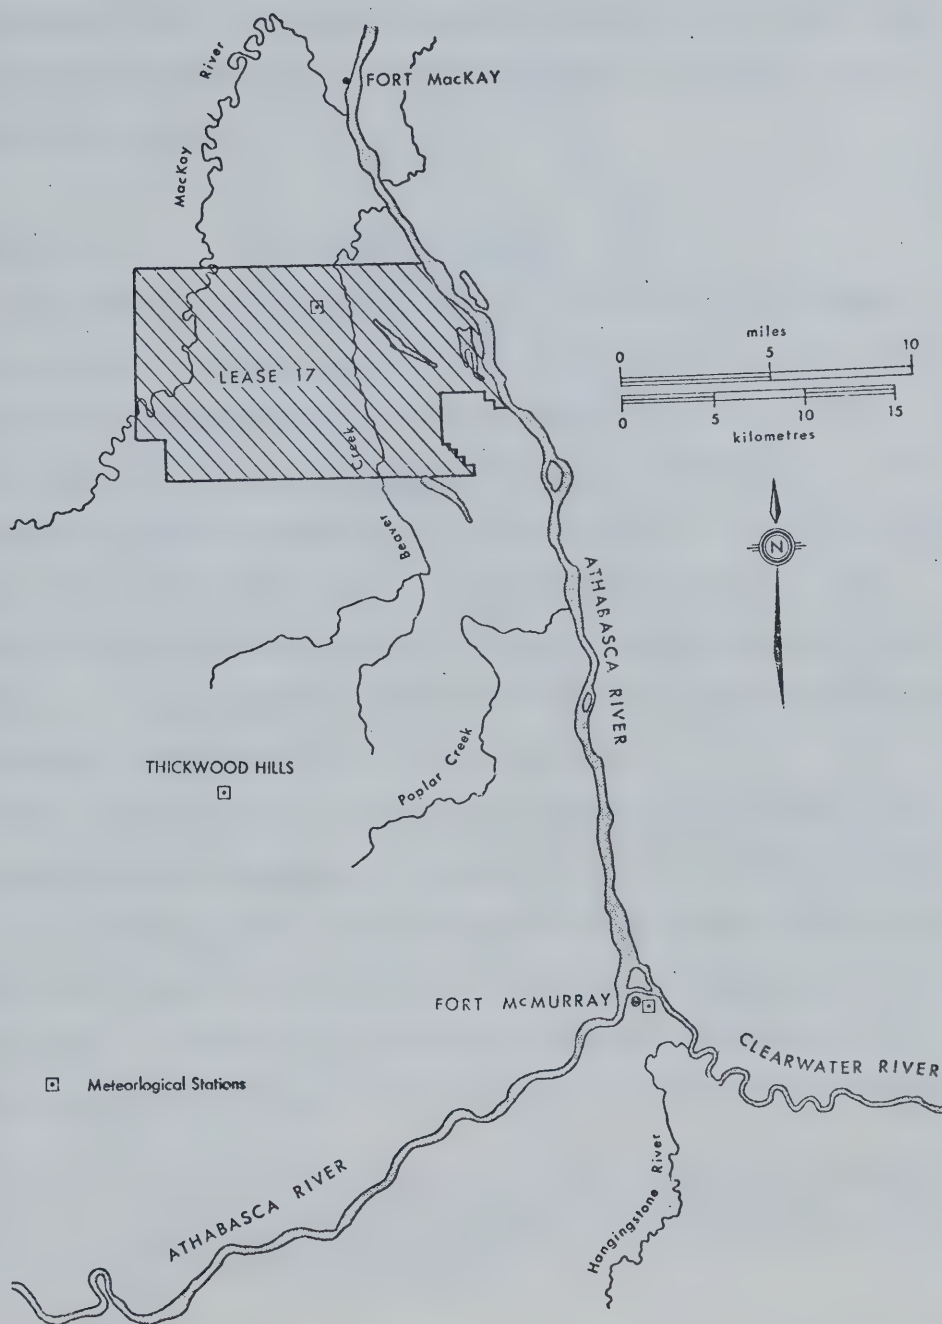 MacKay River
FORT MacKAY
LEASE 17
miles
0 5 10
0 5 10 15
kilometres
N
Beaver Creek
ATHABASCA RIVER
Poplar Creek
THICKWOOD HILLS
FORT McMURRAY
CLEARWATER RIVER
Meteorlogical Stations
ATHABASCA RIVER
Hangingstone River